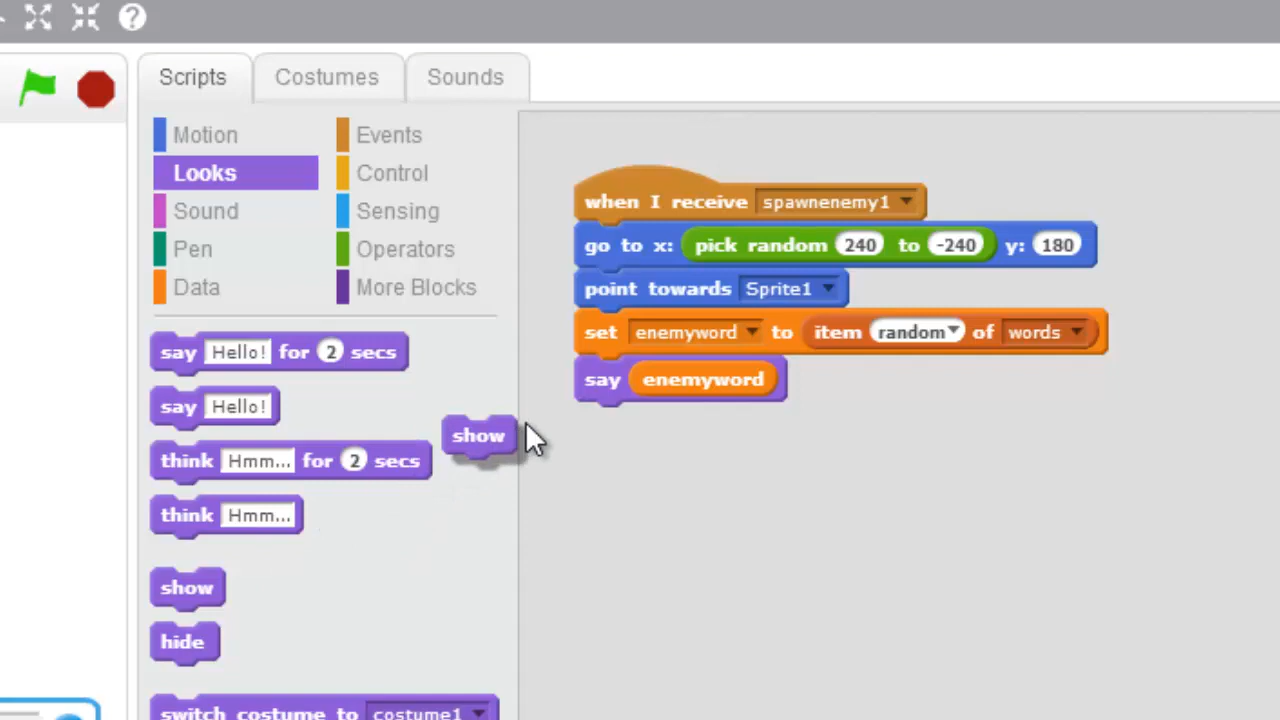 ?
Scripts Costumes Sounds
Motion Events
Looks Control
Sound Sensing
Pen Operators
Data More Blocks
say Hello! for 2 secs
say Hello!
think Hmm... for 2 secs
think Hmm...
show
hide
switch costume to costume1
show
when I receive spawnenemy1
go to x: pick random 240 to -240 y: 180
point towards Sprite1
set enemyword to item random of words
say enemyword